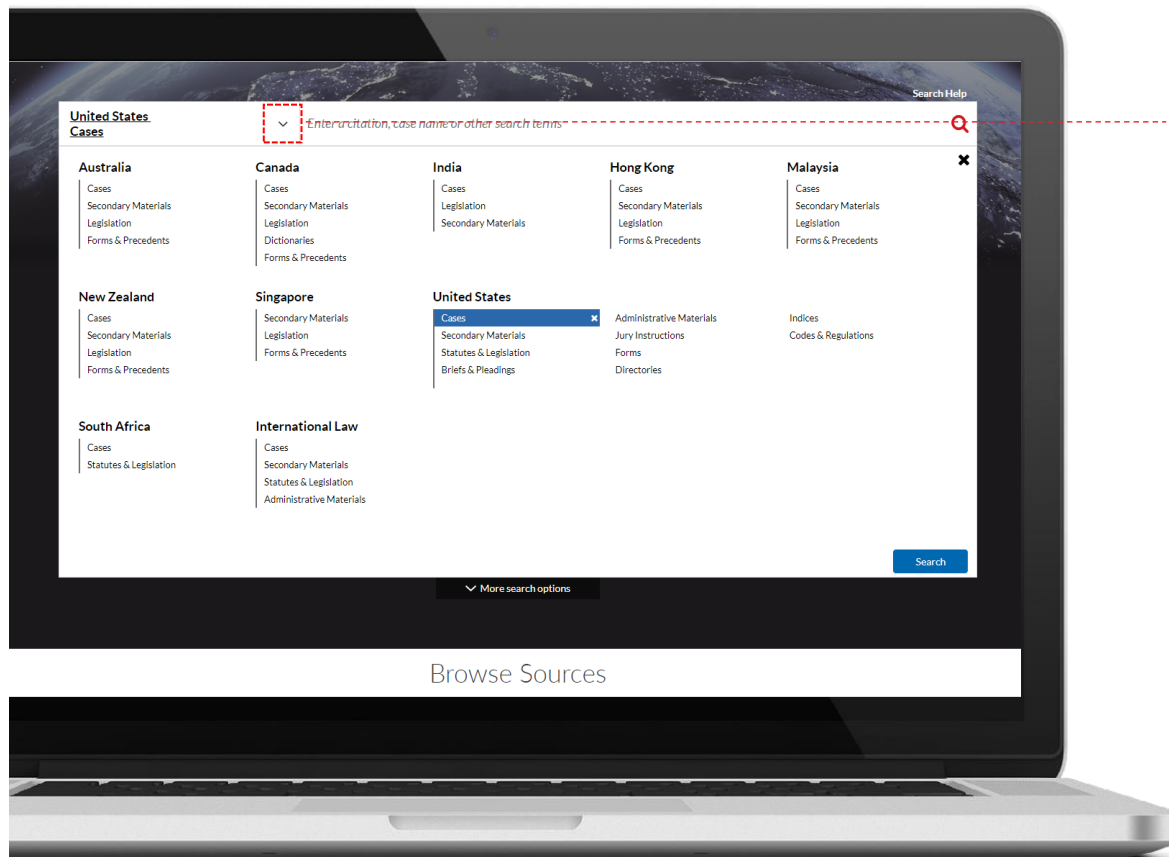 Search Help
United States
Cases
Enter a citation, case name or other search terms
Australia
Cases
Secondary Materials
Legislation
Forms & Precedents
Canada
Cases
Secondary Materials
Legislation
Dictionaries
Forms & Precedents
India
Cases
Legislation
Secondary Materials
Hong Kong
Cases
Secondary Materials
Legislation
Forms & Precedents
Malaysia
Cases
Secondary Materials
Legislation
Forms & Precedents
New Zealand
Cases
Secondary Materials
Legislation
Forms & Precedents
Singapore
Secondary Materials
Legislation
Forms & Precedents
United States
Cases
Secondary Materials
Statutes & Legislation
Briefs & Pleadings
Administrative Materials
Jury Instructions
Forms
Directories
Indices
Codes & Regulations
South Africa
Cases
Statutes & Legislation
International Law
Cases
Secondary Materials
Statutes & Legislation
Administrative Materials
Search
More search options
Browse Sources